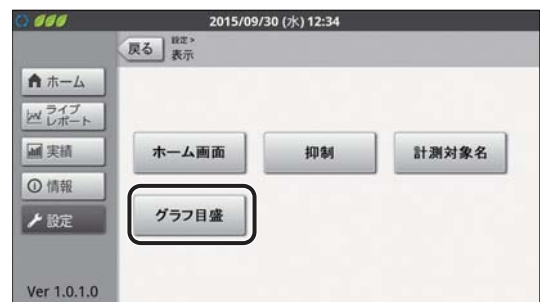 2015/09/30 (水) 12:34
戻る
設定 >
表示
ホーム
ライブ
レポート
実績
情報
設定
ホーム画面
抑制
計測対象名
グラフ目盛
Ver 1.0.1.0